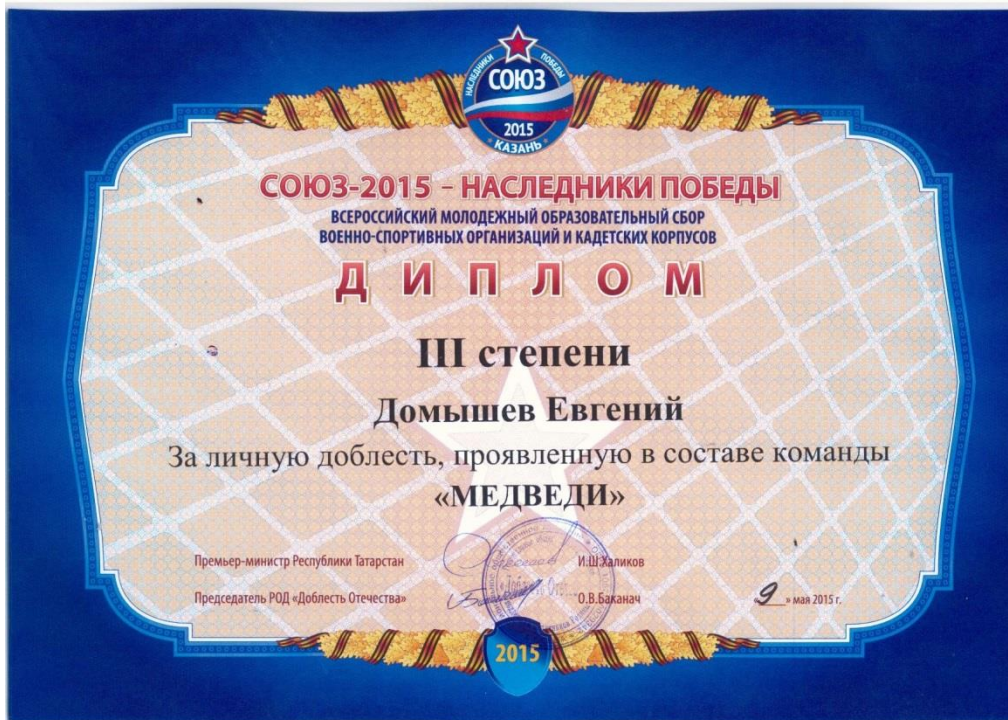 НАСЛЕДНИКИ ПОБЕДЫ
СОЮЗ
2015
КАЗАНЬ
СОЮЗ-2015 - НАСЛЕДНИКИ ПОБЕДЫ
ВСЕРОССИЙСКИЙ МОЛОДЕЖНЫЙ ОБРАЗОВАТЕЛЬНЫЙ СБОР
ВОЕННО-СПОРТИВНЫХ ОРГАНИЗАЦИЙ И КАДЕТСКИХ КОРПУСОВ
ДИПЛОМ
III степени
Домышев Евгений
За личную доблесть, проявленную в составе команды
«МЕДВЕДИ»
Премьер-министр Республики Татарстан И.Ш.Халиков
Председатель РОД «Доблесть Отечества» О.В.Баканач «9» мая 2015 г.
2015